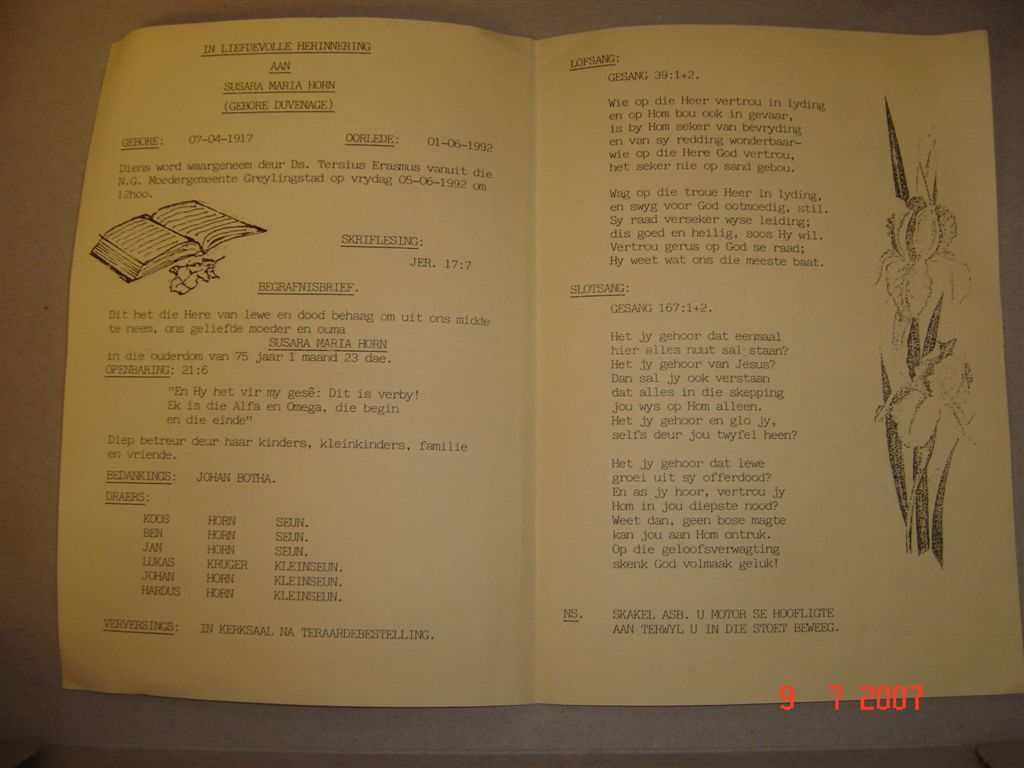 IN LIEFDEVOLLE HERINNERING
AAN
SUSARA MARIA HORN
(GEBORE DUVENAGE)
GEBORE: 07-04-1917 OORLEDE: 01-06-1992
Diens word waargeneem deur Ds. Tersius Erasmus vanuit die
N.G. Moedergemeente Greylingstad op vrydag 05-06-1992 om
12hoo.
SKRIFLESING:
JER. 17:7
BEGRAFNISBRIEF.
Dit het die Here van lewe en dood behaag om uit ons midde
te neem, ons geliefde moeder en ouma
SUSARA MARIA HORN
in die ouderdom van 75 jaar 1 maand 23 dae.
OPENBARING: 21:6
"En Hy het vir my gesê: Dit is verby!
Ek is die Alfa en Omega, die begin
en die einde"
Diep betreur deur haar kinders, kleinkinders, familie
en vriende.
BEDANKINGS: JOHAN BOTHA.
DRAERS:
KOOS HORN SEUN.
BEN HORN SEUN.
JAN HORN SEUN.
LUKAS KRUGER KLEINSEUN.
JOHAN HORN KLEINSEUN.
HARDUS HORN KLEINSEUN.
VERVERSINGS: IN KERKSAAL NA TERAARDEBESTELLING.
LOFSANG:
GESANG 39:1+2.
Wie op die Heer vertrou in lyding
en op Hom bou ook in gevaar,
is by Hom seker van bevryding
en van sy redding wonderbaar-
wie op die Here God vertrou,
het seker nie op sand gebou.
Wag op die troue Heer in lyding,
en swyg voor God ootmoedig, stil.
Sy raad verseker wyse leiding;
dis goed en heilig, soos Hy wil.
Vertrou gerus op God se raad;
Hy weet wat ons die meeste baat.
SLOTSANG:
GESANG 167:1+2.
Het jy gehoor dat eenmaal
hier alles nuut sal staan?
Het jy gehoor van Jesus?
Dan sal jy ook verstaan
dat alles in die skepping
jou wys op Hom alleen.
Het jy gehoor en glo jy,
selfs deur jou twyfel heen?
Het jy gehoor dat lewe
groei uit sy offerdood?
En as jy hoor, vertrou jy
Hom in jou diepste nood?
Weet dan, geen bose magte
kan jou aan Hom ontruk.
Op die geloofsverwagting
skenk God volmaak geluk!
NS. SKAKEL ASB. U MOTOR SE HOOFLIGTE
AAN TERWYL U IN DIE STOET BEWEEG.
9 7 2007